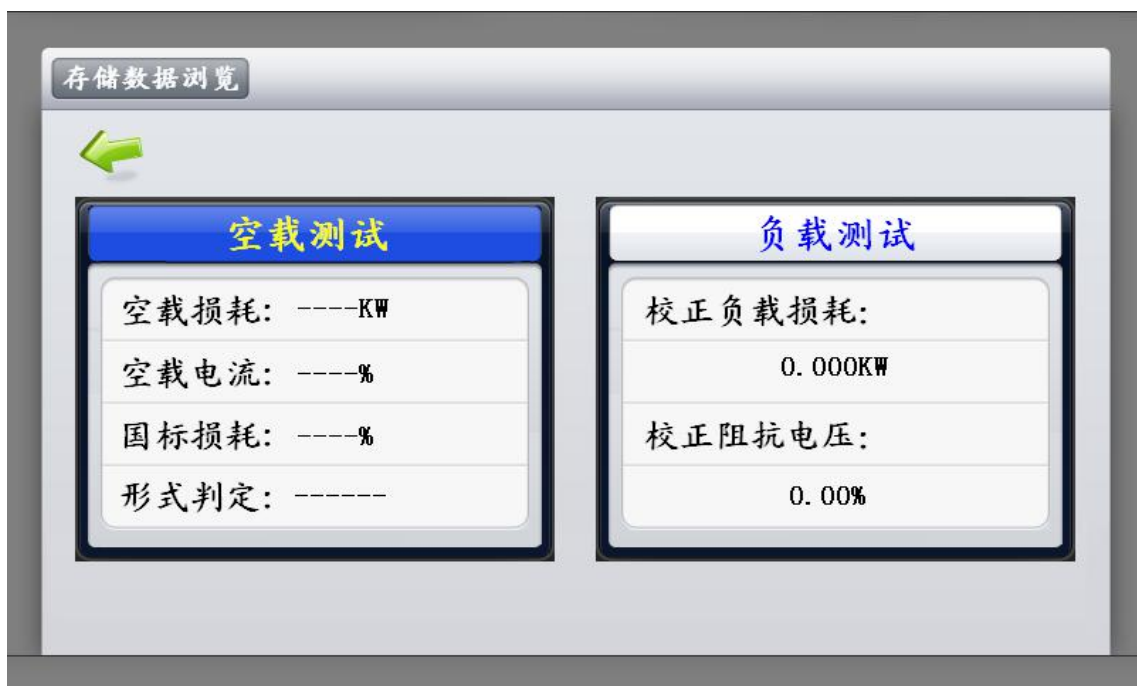 存储数据浏览
空载测试
空载损耗: ----KW
空载电流: ----%
国标损耗: ----%
形式判定: ------
负载测试
校正负载损耗:
0.000KW
校正阻抗电压:
0.00%